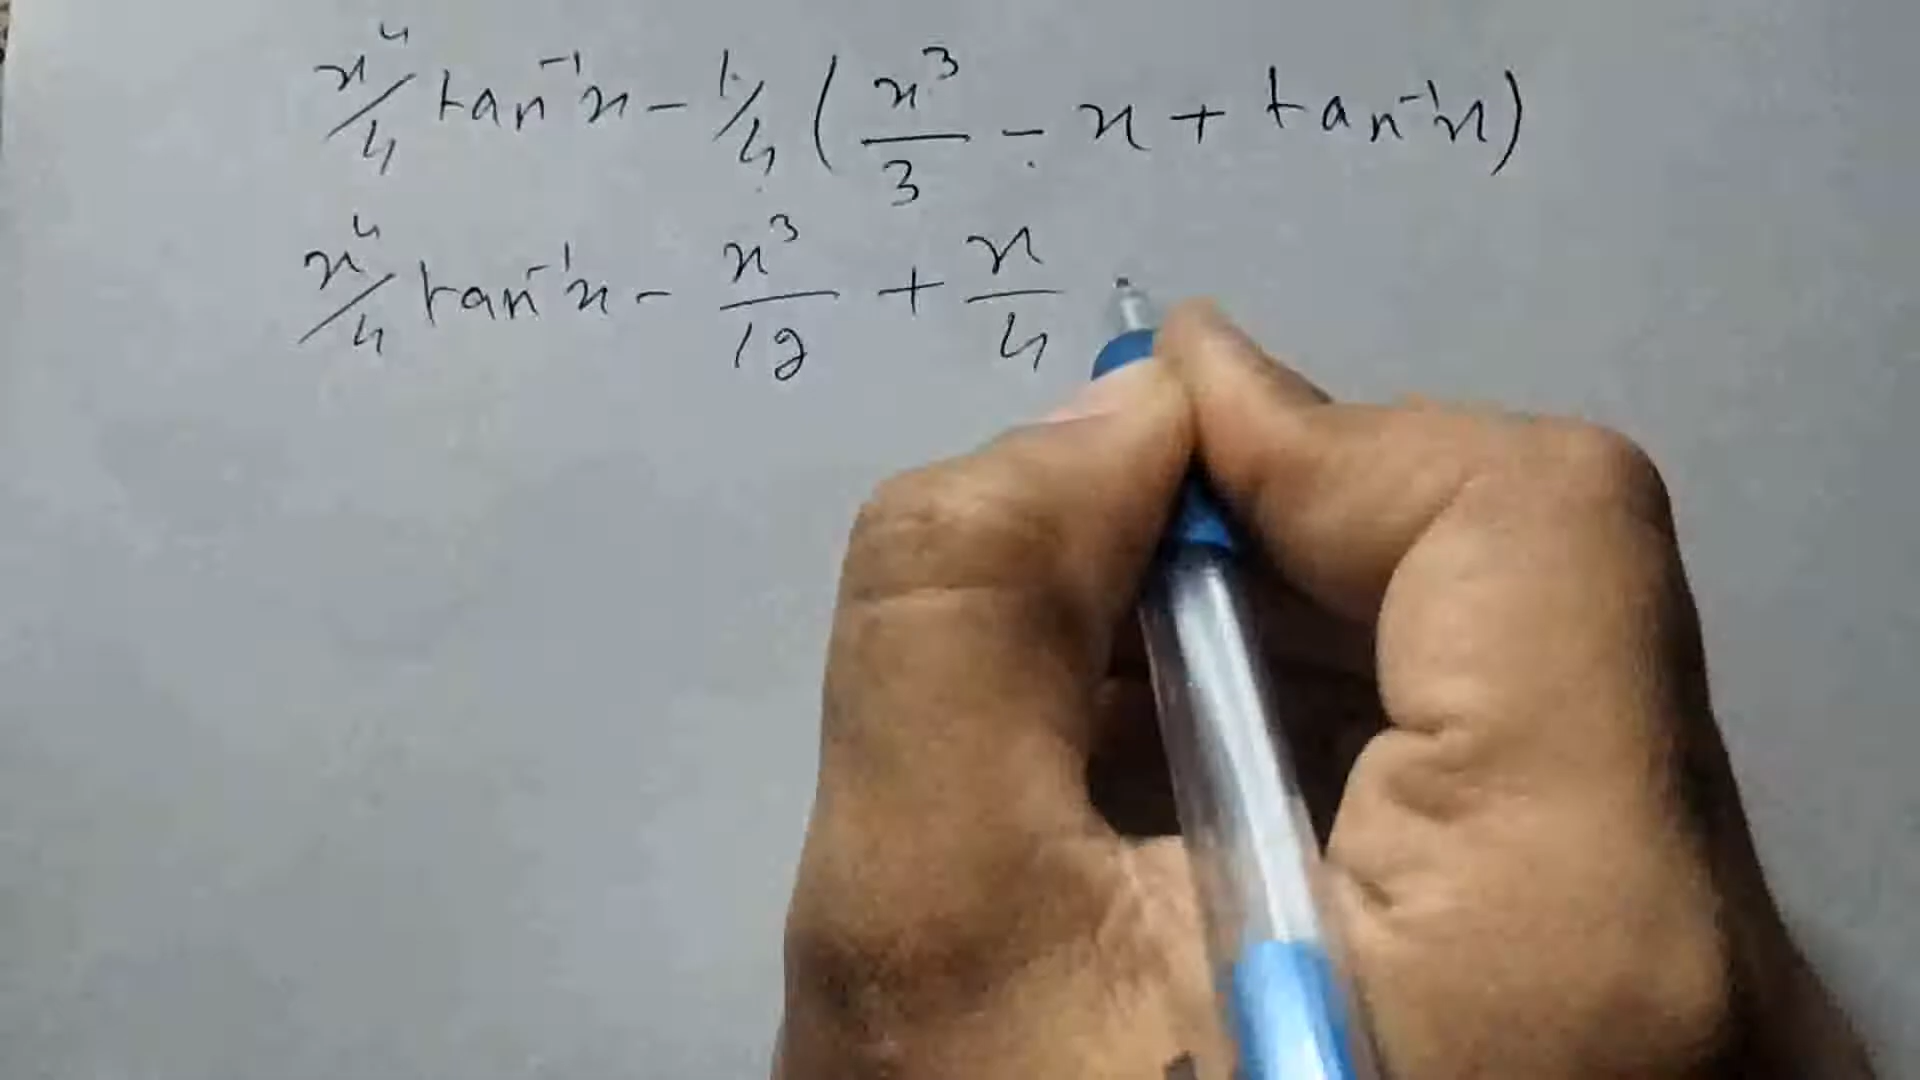 x⁴/4 tan⁻¹x - 1/4 (x³/3 - x + tan⁻¹x)
x⁴/4 tan⁻¹x - x³/12 + x/4